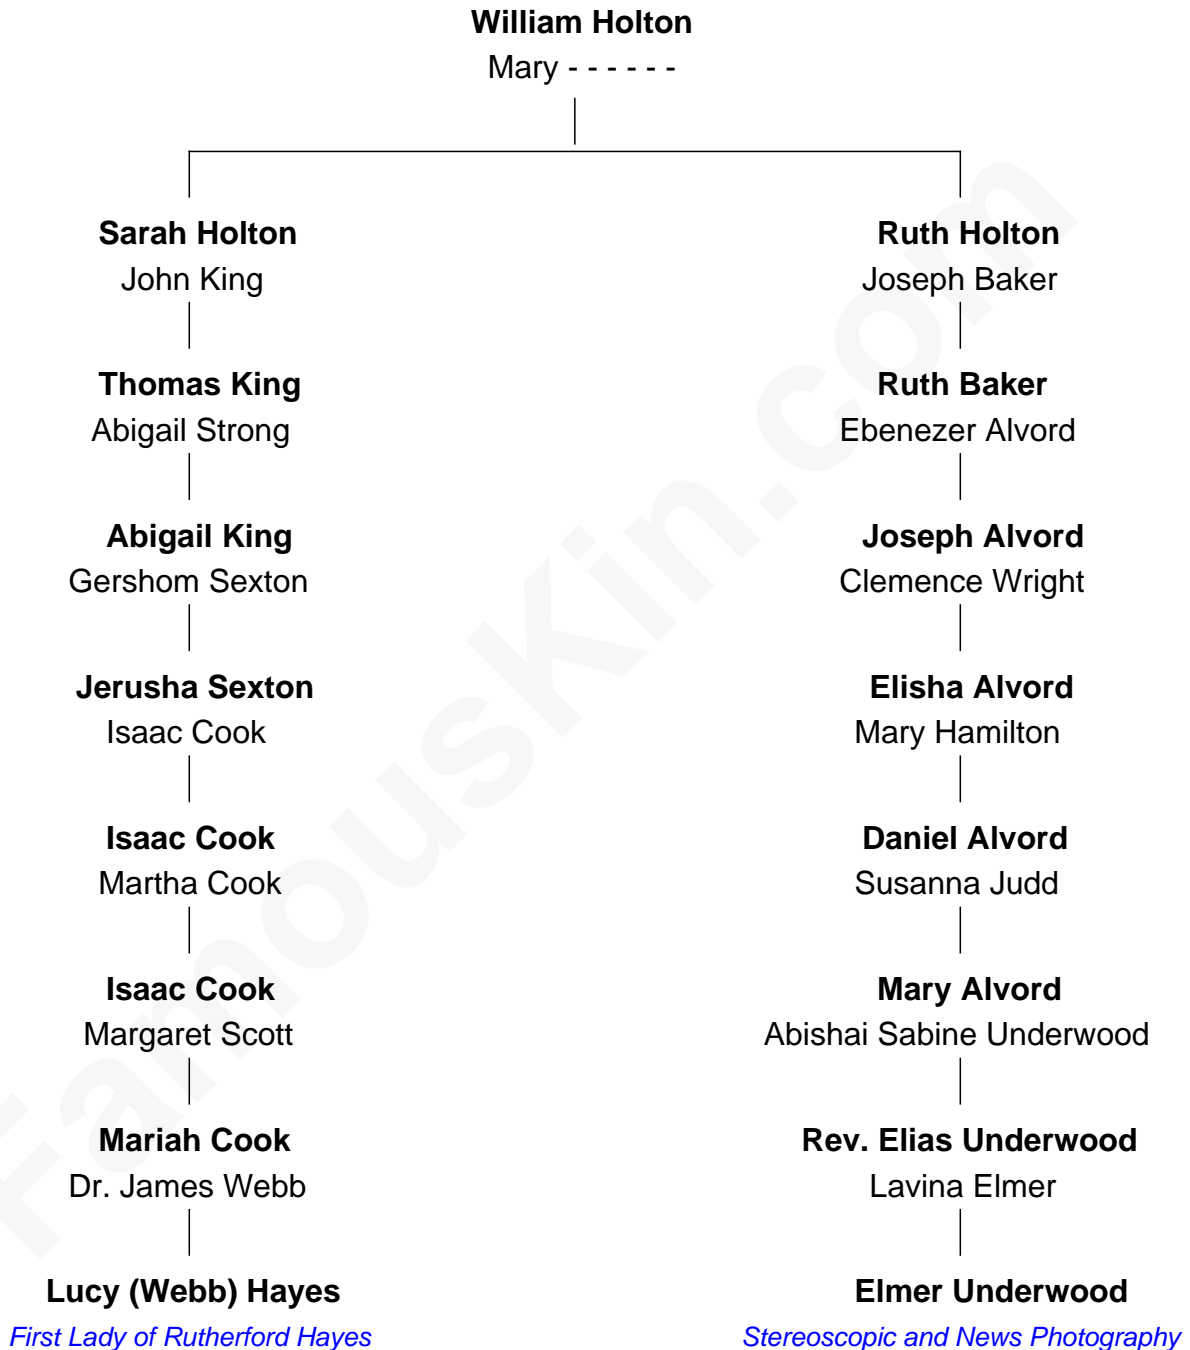 William Holton
Mary - - - - - -
Sarah Holton
John King
Ruth Holton
Joseph Baker
Thomas King
Abigail Strong
Ruth Baker
Ebenezer Alvord
Abigail King
Gershom Sexton
Joseph Alvord
Clemence Wright
Jerusha Sexton
Isaac Cook
Elisha Alvord
Mary Hamilton
Isaac Cook
Martha Cook
Daniel Alvord
Susanna Judd
Isaac Cook
Margaret Scott
Mary Alvord
Abishai Sabine Underwood
Mariah Cook
Dr. James Webb
Rev. Elias Underwood
Lavina Elmer
Lucy (Webb) Hayes
First Lady of Rutherford Hayes
Elmer Underwood
Stereoscopic and News Photography
FamousKin.com